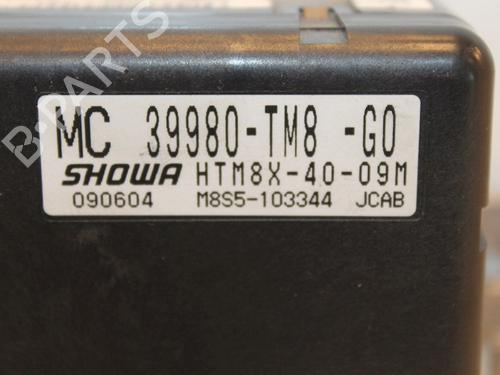 B-PARTS
MC 39980-TM8 -G0
SHOWA HTM8X-40-09M
090604 M8S5-103344 JCAB